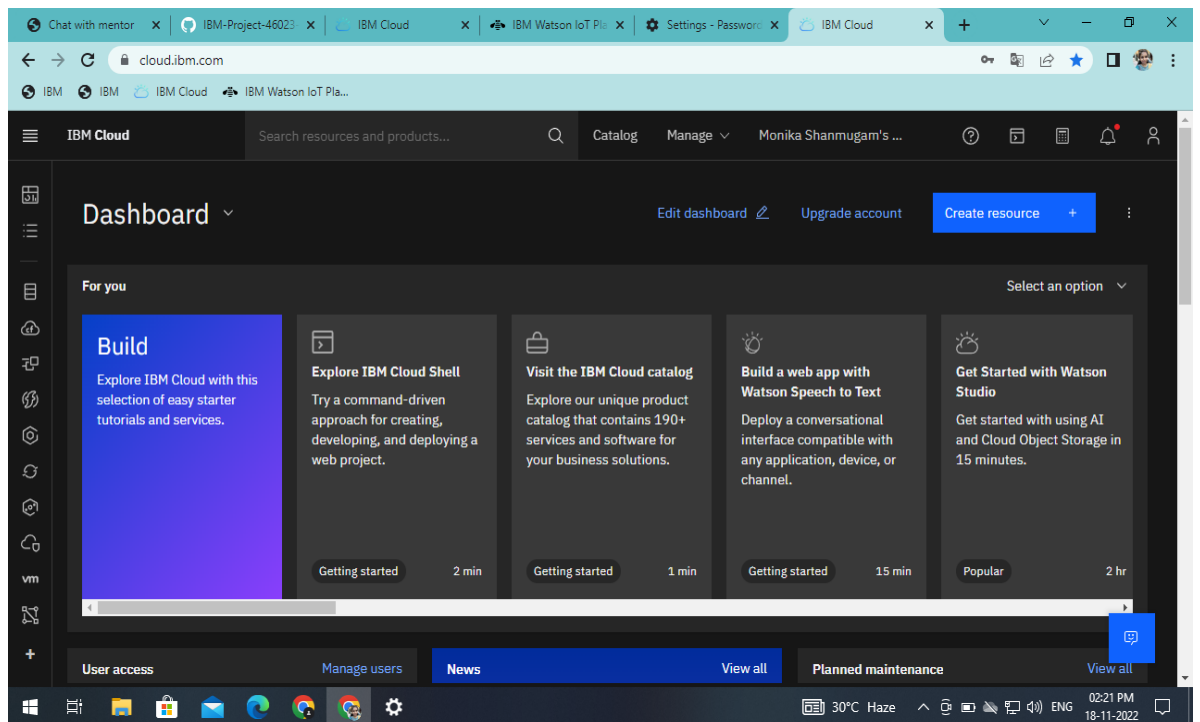 Chat with mentor
IBM-Project-46023-
IBM Cloud
IBM Watson IoT Pla
Settings - Password
IBM Cloud
cloud.ibm.com
IBM
IBM
IBM Cloud
IBM Watson IoT Pla...
IBM Cloud
Search resources and products...
Catalog
Manage
Monika Shanmugam's ...
Dashboard
Edit dashboard
Upgrade account
Create resource +
For you
Select an option
Build
Explore IBM Cloud with this
selection of easy starter
tutorials and services.
Explore IBM Cloud Shell
Try a command-driven
approach for creating,
developing, and deploying a
web project.
Getting started
2 min
Visit the IBM Cloud catalog
Explore our unique product
catalog that contains 190+
services and software for
your business solutions.
Getting started
1 min
Build a web app with
Watson Speech to Text
Deploy a conversational
interface compatible with
any application, device, or
channel.
Getting started
15 min
Get Started with Watson
Studio
Get started with using AI
and Cloud Object Storage in
15 minutes.
Popular
2 hr
vm
User access
Manage users
News
View all
Planned maintenance
View all
30°C Haze
ENG
02:21 PM
18-11-2022